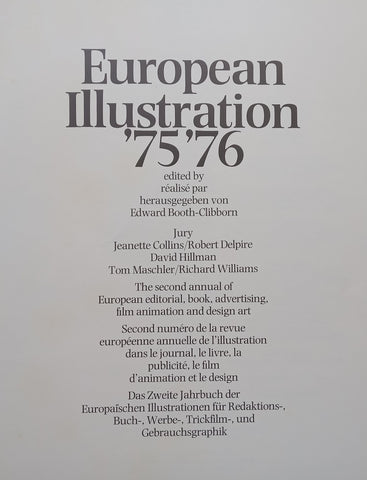 European
Illustration
’75’76
edited by
réalisé par
herausgegeben von
Edward Booth-Clibborn
Jury
Jeanette Collins/Robert Delpire
David Hillman
Tom Maschler/Richard Williams
The second annual of
European editorial, book, advertising,
film animation and design art
Second numéro de la revue
européenne annuelle de l’illustration
dans le journal, le livre, la
publicité, le film
d’animation et le design
Das Zweite Jahrbuch der
Europaïschen Illustrationen für Redaktions-,
Buch-, Werbe-, Trickfilm-, und
Gebrauchsgraphik